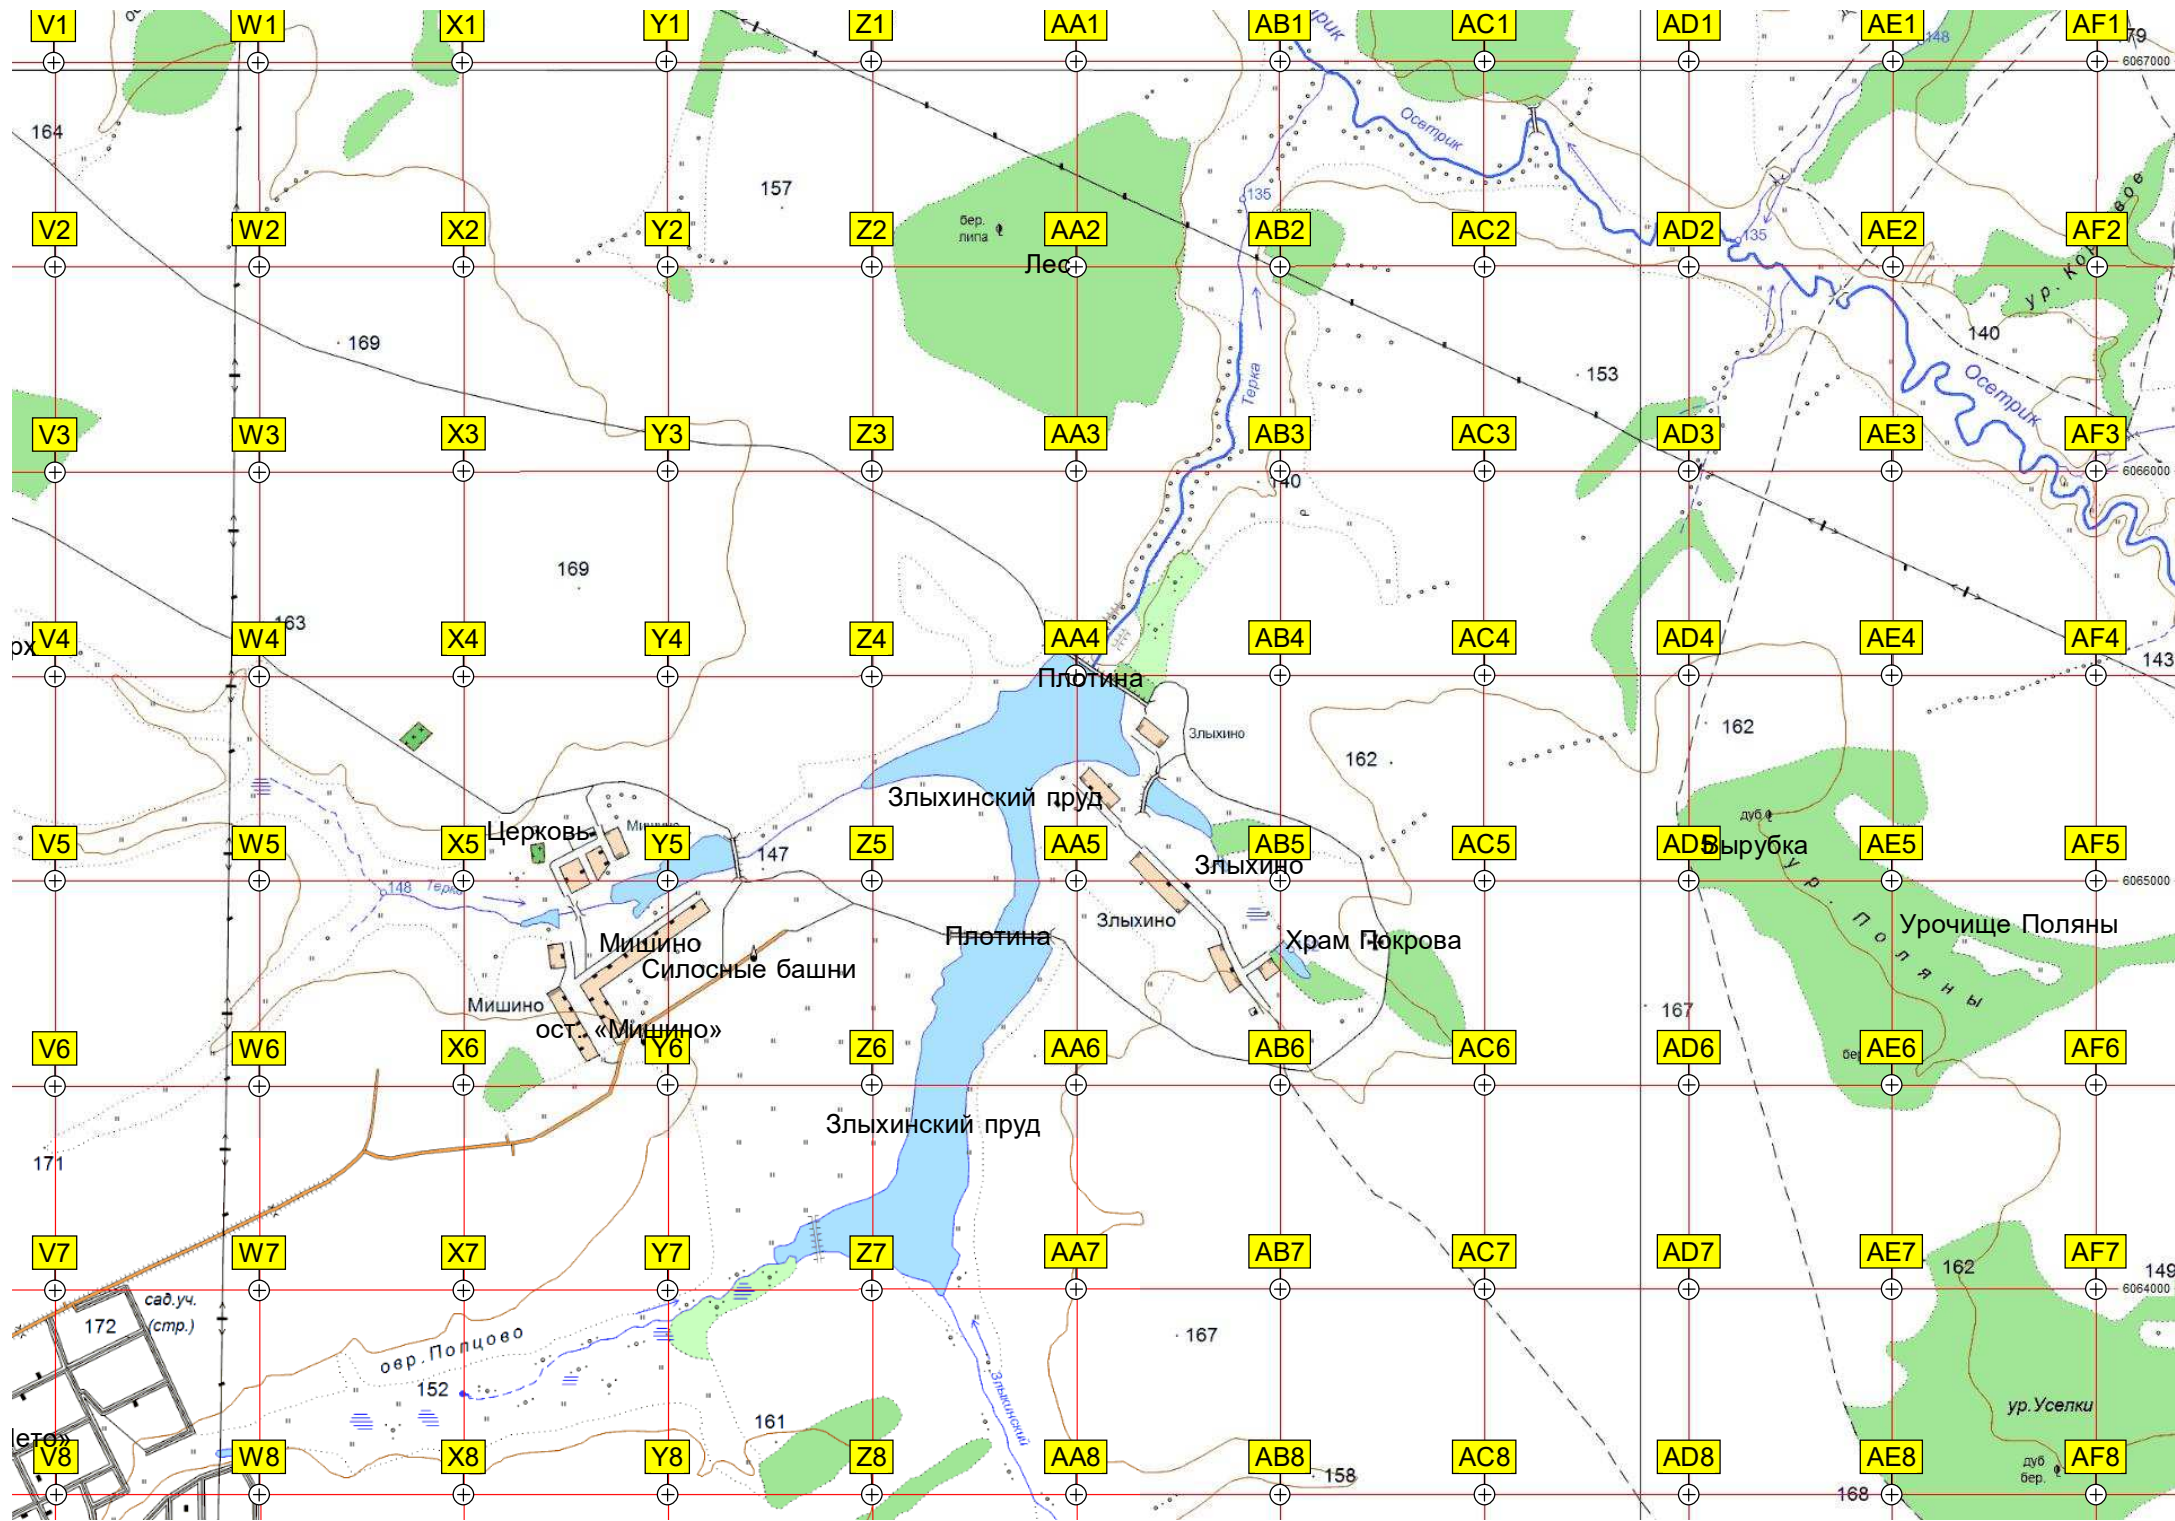 V1 W1 X1 Y1 Z1 AA1 AB1 AC1 AD1 AE1 AF1
рик
148
79
6067000
164
Осетрик
157
135
бер.
липа
V2 W2 X2 Y2 Z2 AA2 AB2 AC2 AD2 AE2 AF2
135
Лес
169
140
Терка
153
Осетрик
V3 W3 X3 Y3 Z3 AA3 AB3 AC3 AD3 AE3 AF3
6066000
140
169
163
V4 W4 X4 Y4 Z4 AA4 AB4 AC4 AD4 AE4 AF4
рх
143
Плотина
162
Злыхино
162
Злыхинский пруд
дуб
Церковь
V5 W5 X5 Y5 Z5 AA5 AB5 AC5 AD5 AE5 AF5
Вырубка
147
Злыхино
6065000
148 Терка
Злыхино
ур. Поляны
Урочище Поляны
Мишино
Плотина
Храм Покрова
Силосные башни
Мишино
167
ост. «Мишино»
V6 W6 X6 Y6 Z6 AA6 AB6 AC6 AD6 AE6 AF6
Злыхинский пруд
171
V7 W7 X7 Y7 Z7 AA7 AB7 AC7 AD7 AE7 AF7
162
149
6064000
сад.уч.
(стр.)
172
167
овр.Попцово
152
Злыкинский
161
ур.Уселки
Лето»
V8 W8 X8 Y8 Z8 AA8 AB8 AC8 AD8 AE8 AF8
дуб
бер.
158
168